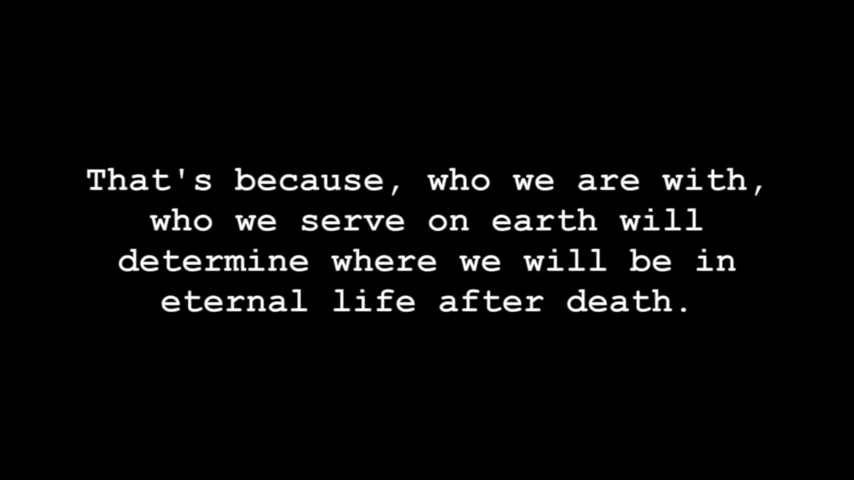 That's because, who we are with,
who we serve on earth will
determine where we will be in
eternal life after death.